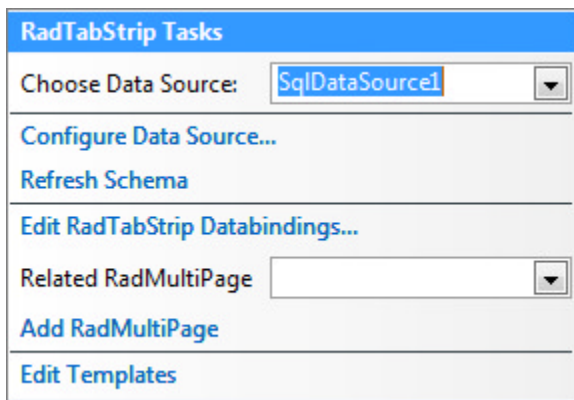 RadTabStrip Tasks
Choose Data Source: SqlDataSource1
Configure Data Source...
Refresh Schema
Edit RadTabStrip Databindings...
Related RadMultiPage
Add RadMultiPage
Edit Templates